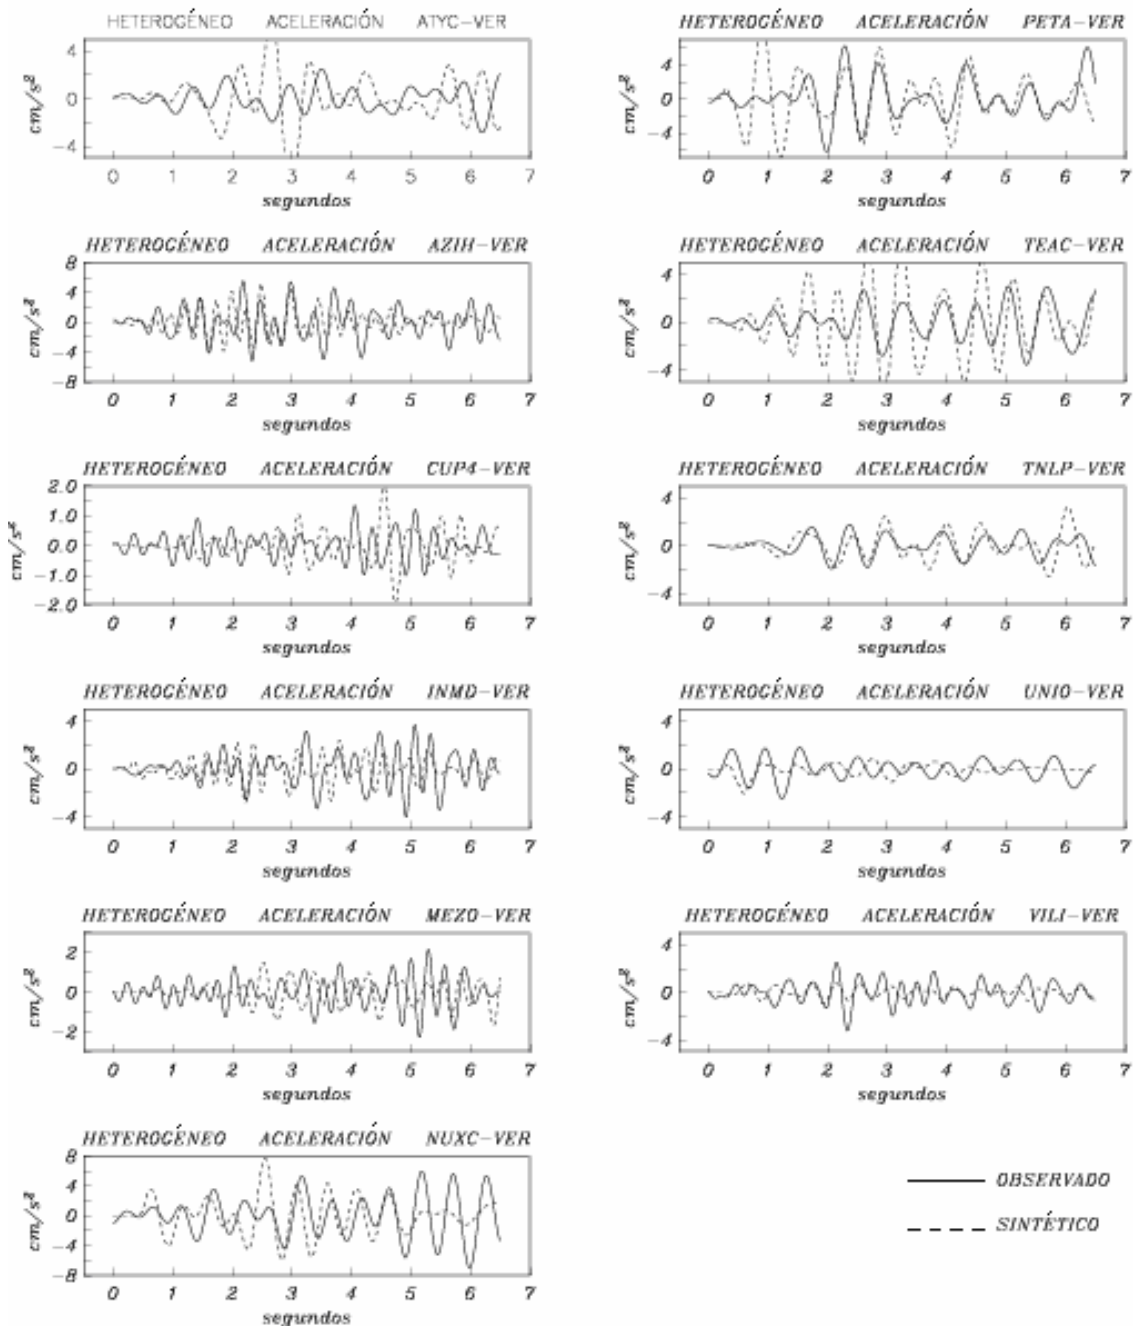 HETEROGÉNEO ACELERACIÓN ATYC-VER
cm/s²
4
0
-4
0 1 2 3 4 5 6 7
segundos
HETEROGÉNEO ACELERACIÓN PETA-VER
cm/s²
4
0
-4
0 1 2 3 4 5 6 7
segundos
HETEROGÉNEO ACELERACIÓN AZIH-VER
cm/s²
8
4
0
-4
-8
0 1 2 3 4 5 6 7
segundos
HETEROGÉNEO ACELERACIÓN TEAC-VER
cm/s²
4
0
-4
0 1 2 3 4 5 6 7
segundos
HETEROGÉNEO ACELERACIÓN CUP4-VER
cm/s²
2.0
1.0
0.0
-1.0
-2.0
0 1 2 3 4 5 6 7
segundos
HETEROGÉNEO ACELERACIÓN TNLP-VER
cm/s²
4
0
-4
0 1 2 3 4 5 6 7
segundos
HETEROGÉNEO ACELERACIÓN INMD-VER
cm/s²
4
0
-4
0 1 2 3 4 5 6 7
segundos
HETEROGÉNEO ACELERACIÓN UNIO-VER
cm/s²
4
0
-4
0 1 2 3 4 5 6 7
segundos
HETEROGÉNEO ACELERACIÓN MEZO-VER
cm/s²
2
0
-2
0 1 2 3 4 5 6 7
segundos
HETEROGÉNEO ACELERACIÓN VILI-VER
cm/s²
4
0
-4
0 1 2 3 4 5 6 7
segundos
HETEROGÉNEO ACELERACIÓN NUXC-VER
cm/s²
8
4
0
-4
-8
0 1 2 3 4 5 6 7
segundos
OBSERVADO
SINTÉTICO